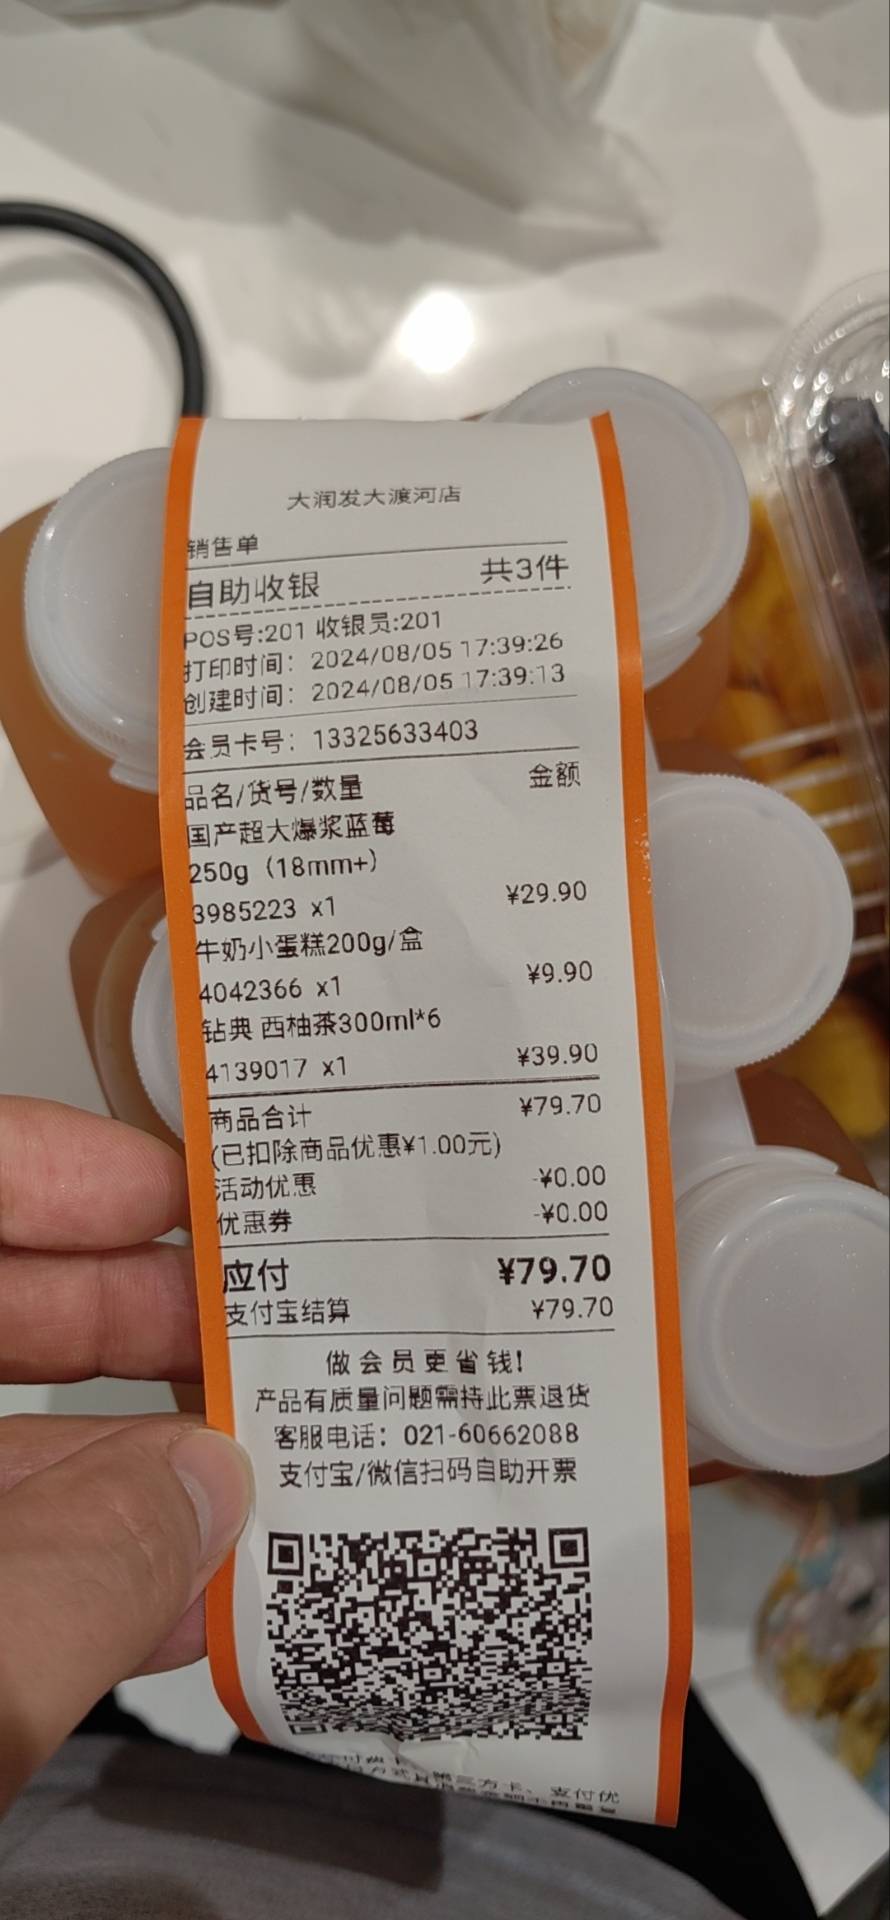 大润发大渡河店
销售单
自助收银 共3件
POS号:201 收银员:201
打印时间： 2024/08/05 17:39:26
创建时间： 2024/08/05 17:39:13
会员卡号： 13325633403
品名/货号/数量 金额
国产超大爆浆蓝莓
250g（18mm+）
3985223 x1 ¥29.90
牛奶小蛋糕200g/盒
4042366 x1 ¥9.90
钻典 西柚茶300ml*6
4139017 x1 ¥39.90
商品合计 ¥79.70
(已扣除商品优惠¥1.00元)
活动优惠 -¥0.00
优惠券 -¥0.00
应付 ¥79.70
支付宝结算 ¥79.70
做会员更省钱!
产品有质量问题需持此票退货
客服电话：021-60662088
支付宝/微信扫码自助开票
第三方卡、支付优